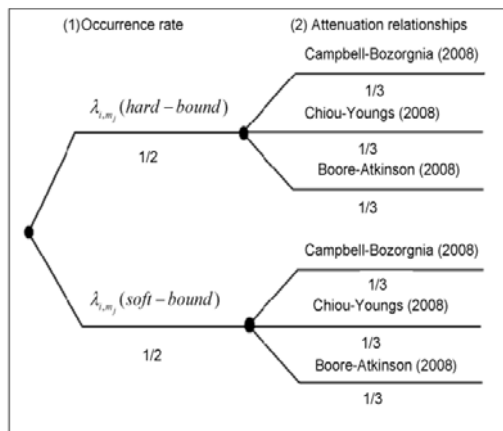 (1) Occurrence rate
(2) Attenuation relationships
Campbell-Bozorgnia (2008)
λi,mj (hard − bound)
1/3
Chiou-Youngs (2008)
1/2
1/3
Boore-Atkinson (2008)
1/3
Campbell-Bozorgnia (2008)
λi,mj (soft − bound)
1/3
Chiou-Youngs (2008)
1/2
1/3
Boore-Atkinson (2008)
1/3